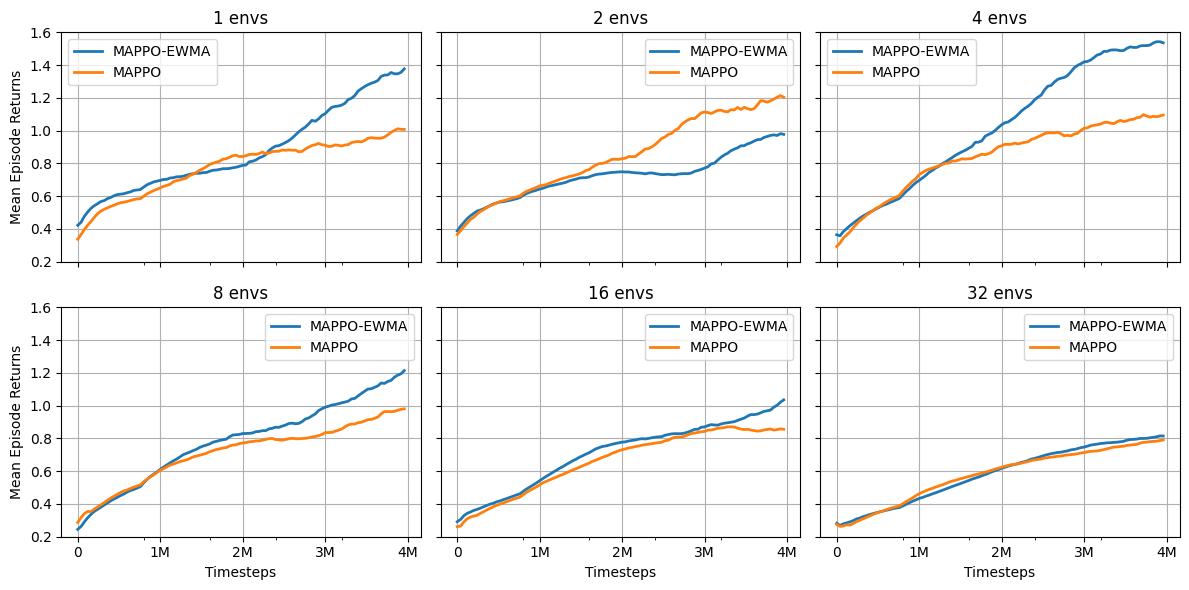 1 envs
2 envs
4 envs
Mean Episode Returns
1.6
1.4
1.2
1.0
0.8
0.6
0.4
0.2
MAPPO-EWMA
MAPPO
MAPPO-EWMA
MAPPO
MAPPO-EWMA
MAPPO
8 envs
16 envs
32 envs
Mean Episode Returns
1.6
1.4
1.2
1.0
0.8
0.6
0.4
0.2
MAPPO-EWMA
MAPPO
MAPPO-EWMA
MAPPO
MAPPO-EWMA
MAPPO
0 1M 2M 3M 4M
0 1M 2M 3M 4M
0 1M 2M 3M 4M
Timesteps
Timesteps
Timesteps